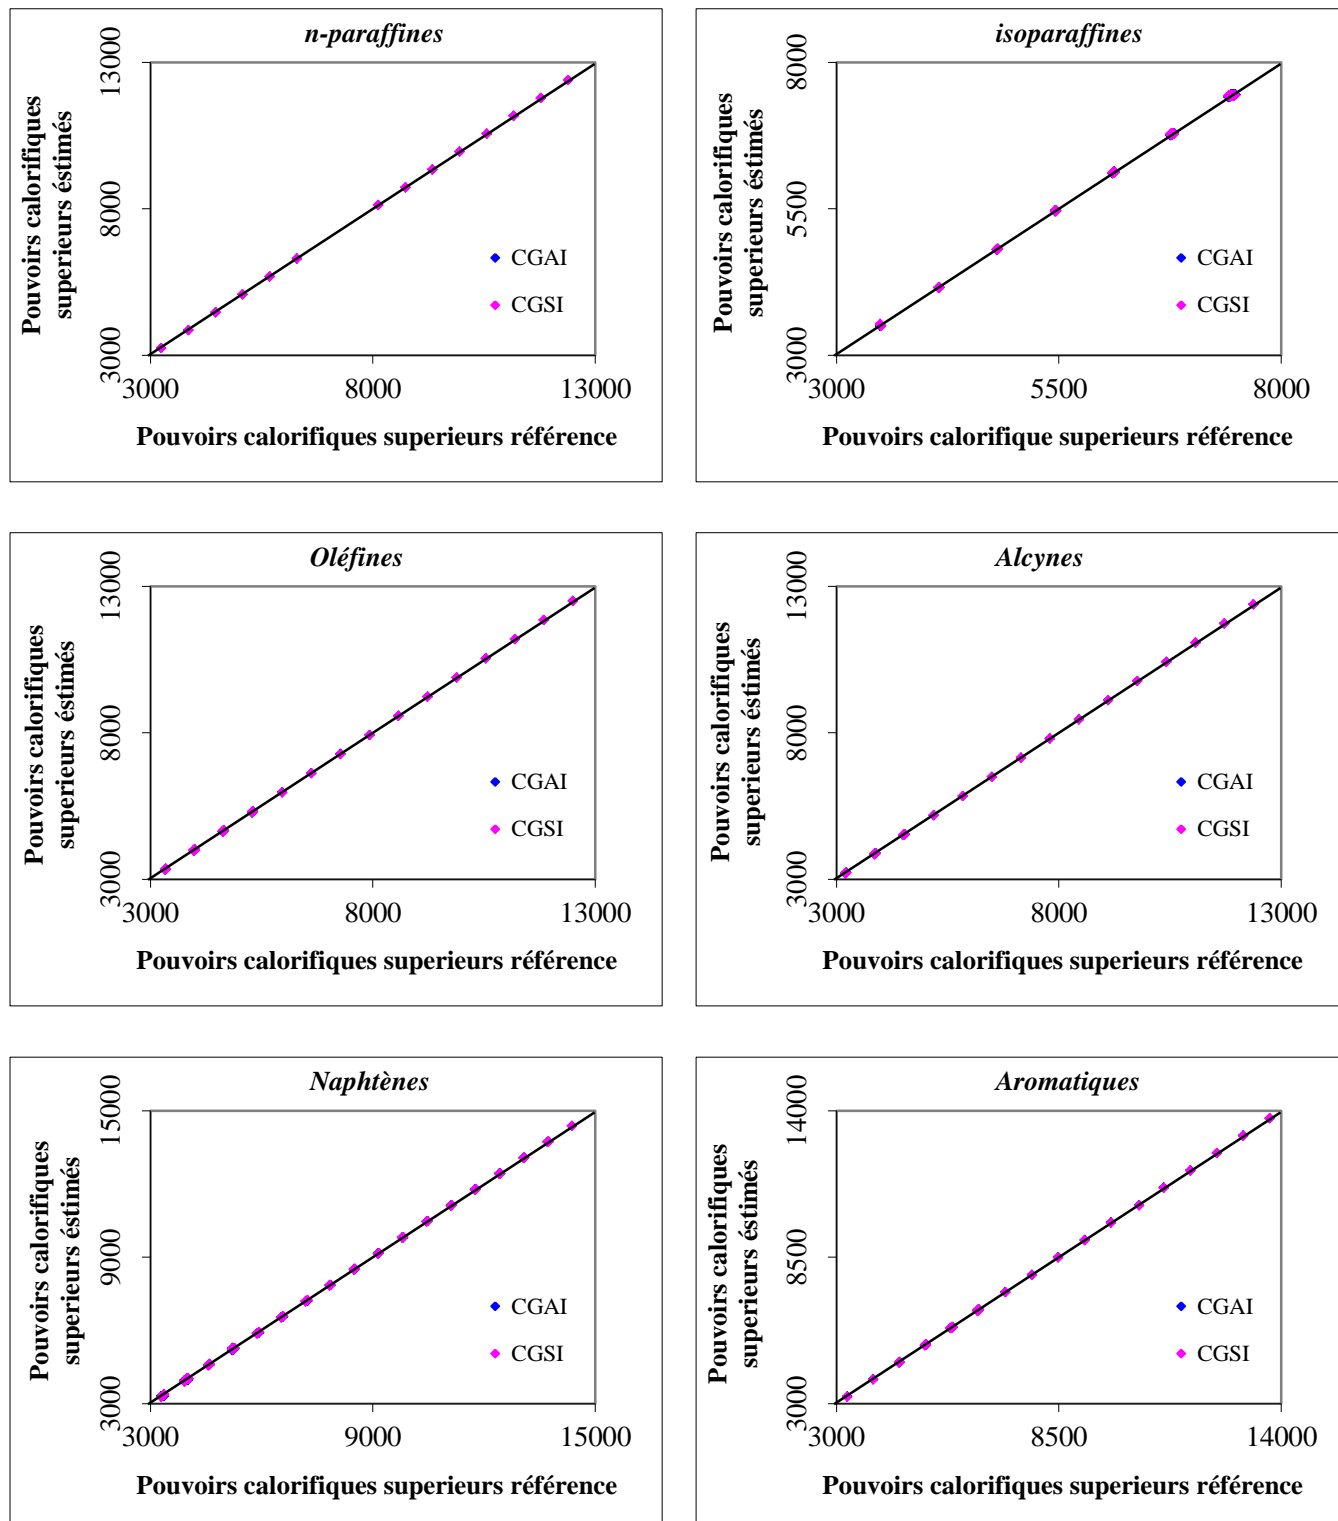 n-paraffines
Pouvoirs calorifiques
superieurs éstimés
13000
8000
3000
CGAI
CGSI
3000 8000 13000
Pouvoirs calorifiques superieurs référence
isoparaffines
Pouvoirs calorifiques
superieurs éstimés
8000
5500
3000
CGAI
CGSI
3000 5500 8000
Pouvoirs calorifique superieurs référence
Oléfines
Pouvoirs calorifiques
superieurs éstimés
13000
8000
3000
CGAI
CGSI
3000 8000 13000
Pouvoirs calorifiques superieurs référence
Alcynes
Pouvoirs calorifiques
superieurs éstimés
13000
8000
3000
CGAI
CGSI
3000 8000 13000
Pouvoirs calorifiques superieurs référence
Naphtènes
Pouvoirs calorifiques
superieurs éstimés
15000
9000
3000
CGAI
CGSI
3000 9000 15000
Pouvoirs calorifiques superieurs référence
Aromatiques
Pouvoirs calorifiques
superieurs éstimés
14000
8500
3000
CGAI
CGSI
3000 8500 14000
Pouvoirs calorifiques superieurs référence